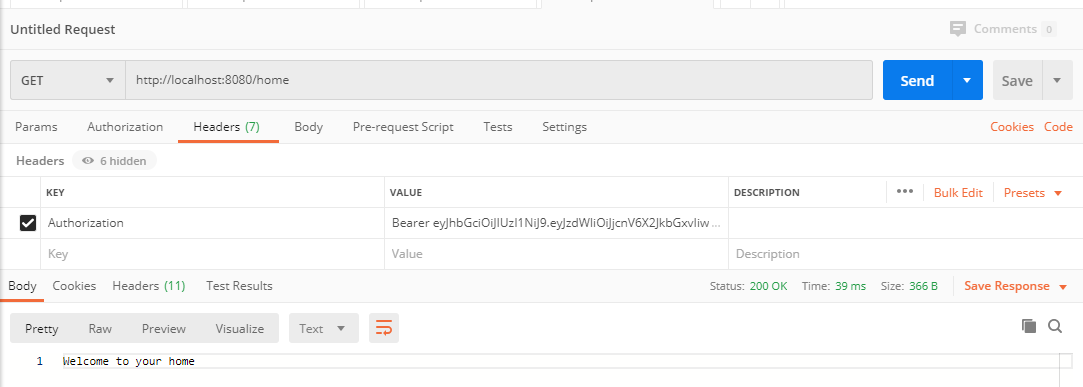 Untitled Request
Comments 0
GET http://localhost:8080/home Send Save
Params Authorization Headers (7) Body Pre-request Script Tests Settings Cookies Code
Headers 6 hidden
KEY VALUE DESCRIPTION ••• Bulk Edit Presets
Authorization Bearer eyJhbGciOiJIUzI1NiJ9.eyJzdWIiOiJjcnV6X2JkbGxvIiw ...
Key Value Description
Body Cookies Headers (11) Test Results Status: 200 OK Time: 39 ms Size: 366 B Save Response
Pretty Raw Preview Visualize Text
1 Welcome to your home